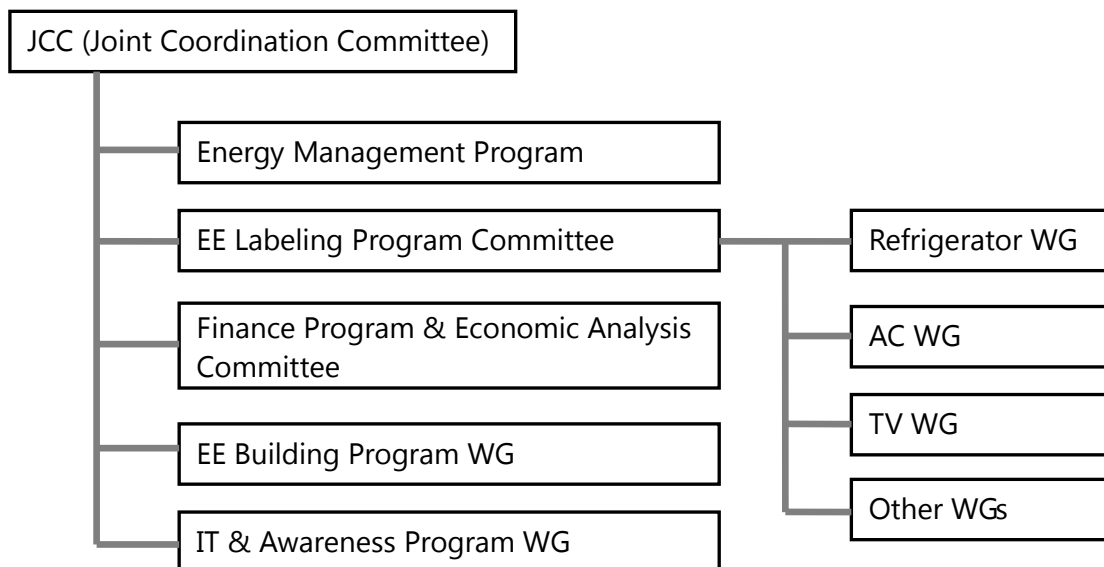 JCC (Joint Coordination Committee)
Energy Management Program
EE Labeling Program Committee
Finance Program & Economic Analysis
Committee
EE Building Program WG
IT & Awareness Program WG
Refrigerator WG
AC WG
TV WG
Other WGs